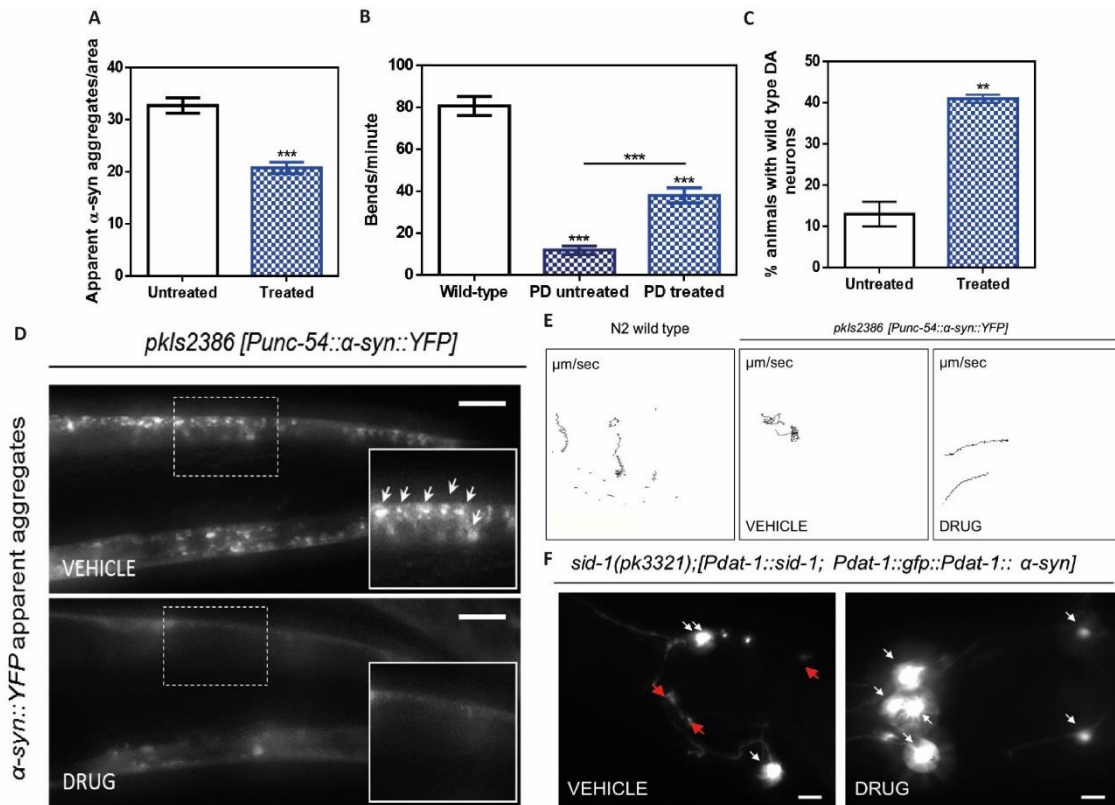 A
Apparent α-syn aggregates/area
40
30
20
10
0
***
Untreated
Treated
B
Bends/minute
100
80
60
40
20
0
***
***
***
Wild-type
PD untreated
PD treated
C
% animals with wild type DA
neurons
50
40
30
20
10
0
**
Untreated
Treated
D
pkIs2386 [Punc-54::α-syn::YFP]
α-syn::YFP apparent aggregates
VEHICLE
DRUG
E
N2 wild type
pkIs2386 [Punc-54::α-syn::YFP]
µm/sec
µm/sec
µm/sec
VEHICLE
DRUG
F
sid-1(pk3321);[Pdat-1::sid-1; Pdat-1::gfp::Pdat-1:: α-syn]
VEHICLE
DRUG